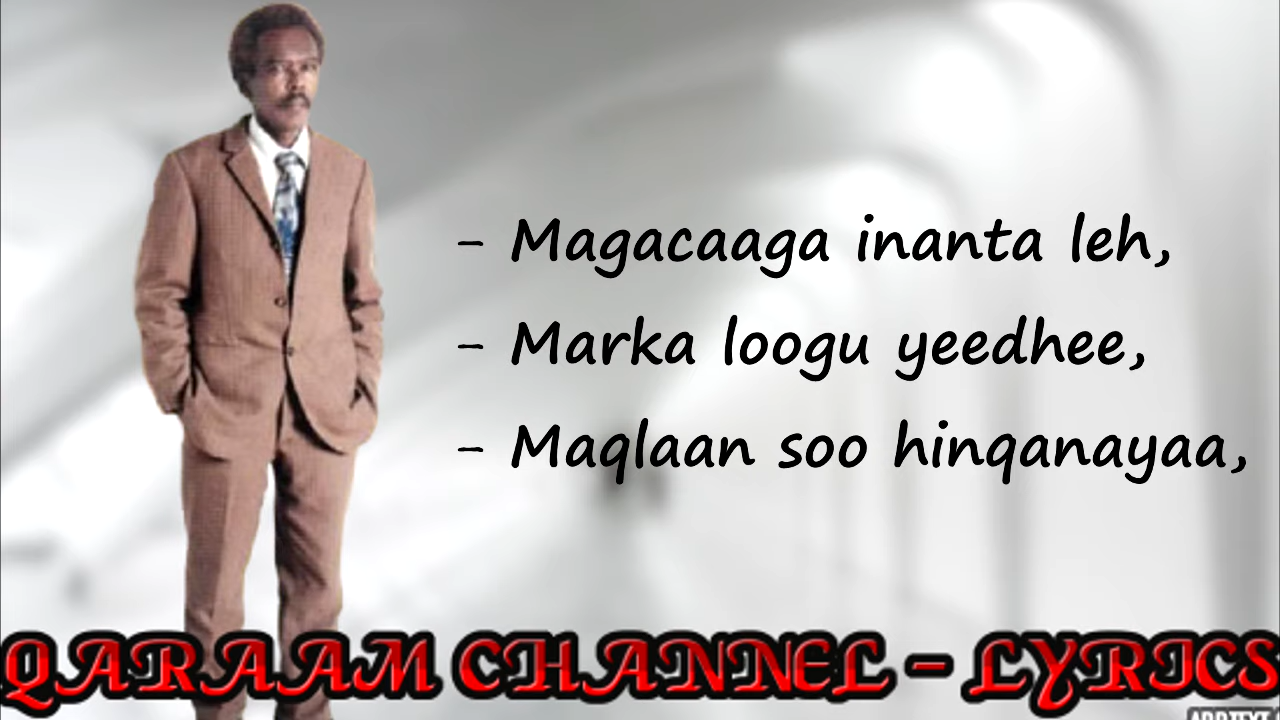 - Magacaaga inanta leh,
- Marka loogu yeedhee,
- Maqlaan soo hinqanayaa,
QARAAM CHANNEL - LYRICS